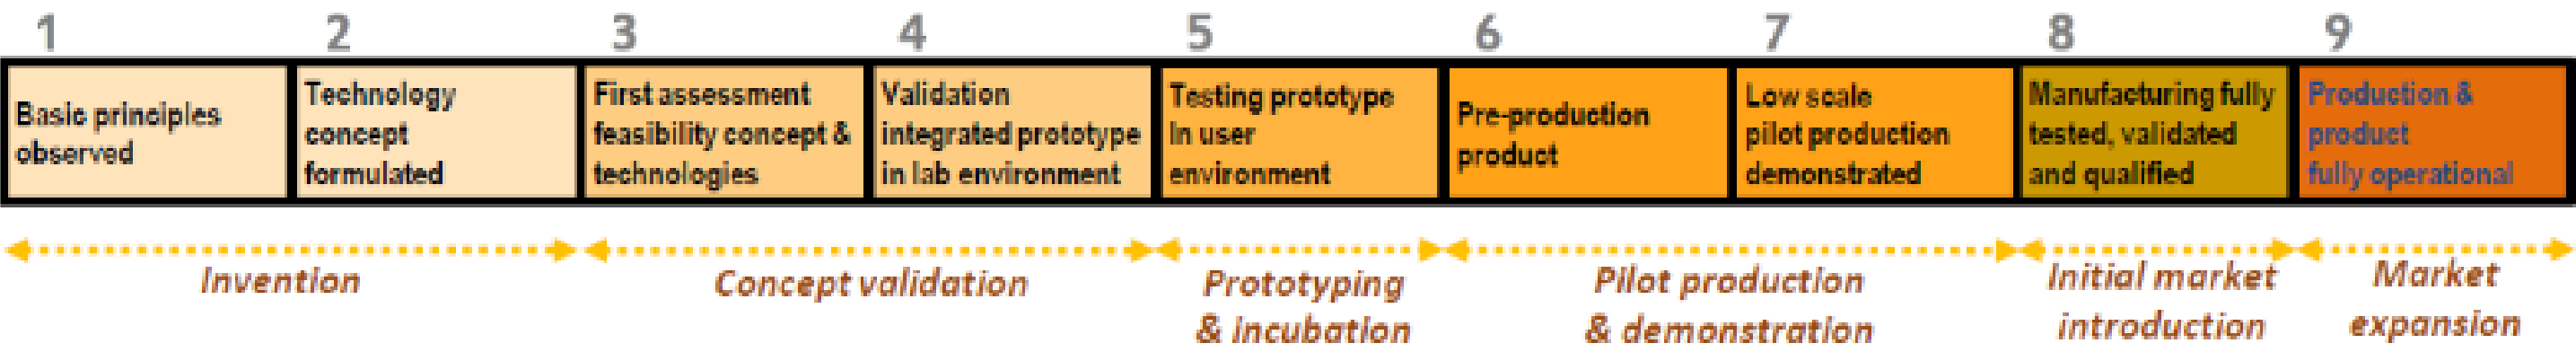 1 2 3 4 5 6 7 8 9
Basic principles
observed
Technology
concept
formulated
First assessment
feasibility concept &
technologies
Validation
integrated prototype
in lab environment
Testing prototype
In user
environment
Pre-production
product
Low scale
pilot production
demonstrated
Manufacturing fully
tested, validated
and qualified
Production &
product
fully operational
Invention
Concept validation
Prototyping
& incubation
Pilot production
& demonstration
Initial market
introduction
Market
expansion